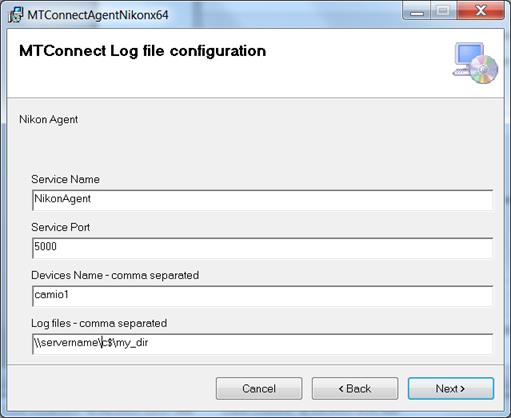 MTConnectAgentNikonx64
MTConnect Log file configuration
Nikon Agent
Service Name
NikonAgent
Service Port
5000
Devices Name - comma separated
camio1
Log files - comma separated
\\servername\c$\my_dir
Cancel
< Back
Next >